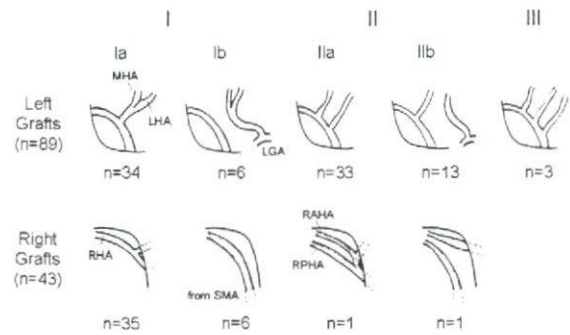 I II III
Ia Ib IIa IIb
MHA
LHA
Left
Grafts
(n=89)
LGA
n=34 n=6 n=33 n=13 n=3
RAHA
Right
Grafts
(n=43)
RHA
RPHA
from SMA
n=35 n=6 n=1 n=1